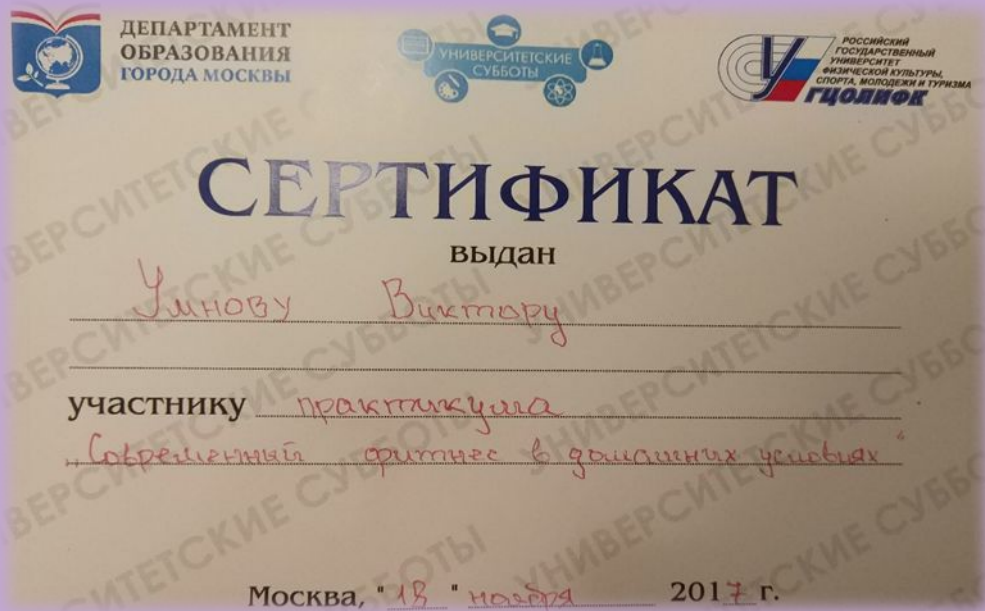 ДЕПАРТАМЕНТ
ОБРАЗОВАНИЯ
ГОРОДА МОСКВЫ
УНИВЕРСИТЕТСКИЕ
СУББОТЫ
РОССИЙСКИЙ
ГОСУДАРСТВЕННЫЙ
УНИВЕРСИТЕТ
ФИЗИЧЕСКОЙ КУЛЬТУРЫ,
СПОРТА, МОЛОДЕЖИ И ТУРИЗМА
ГЦОЛИФК
СЕРТИФИКАТ
выдан
Умнову Виктору
участнику практикума
„Современный фитнес в домашних условиях“
Москва, "18" ноября 2017 г.